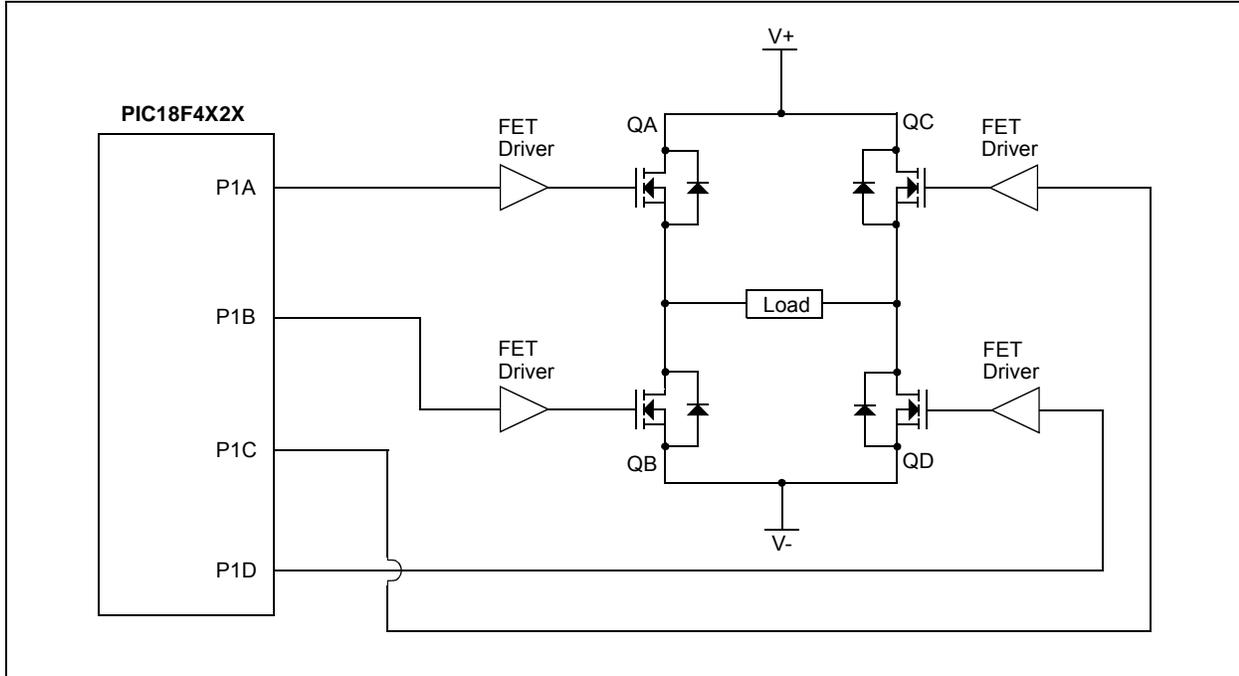 V+
PIC18F4X2X
FET
Driver
QA
QC
FET
Driver
P1A
P1B
Load
FET
Driver
FET
Driver
P1C
QB
QD
V-
P1D